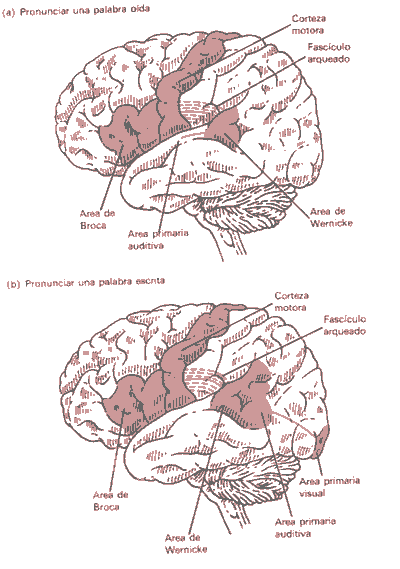 (a) Pronunciar una palabra oída
Corteza
motora
Fascículo
arqueado
Area de
Broca
Area primaria
auditiva
Area de
Wernicke
(b) Pronunciar una palabra escrita
Corteza
motora
Fascículo
arqueado
Area de
Broca
Area de
Wernicke
Area primaria
visual
Area primaria
auditiva